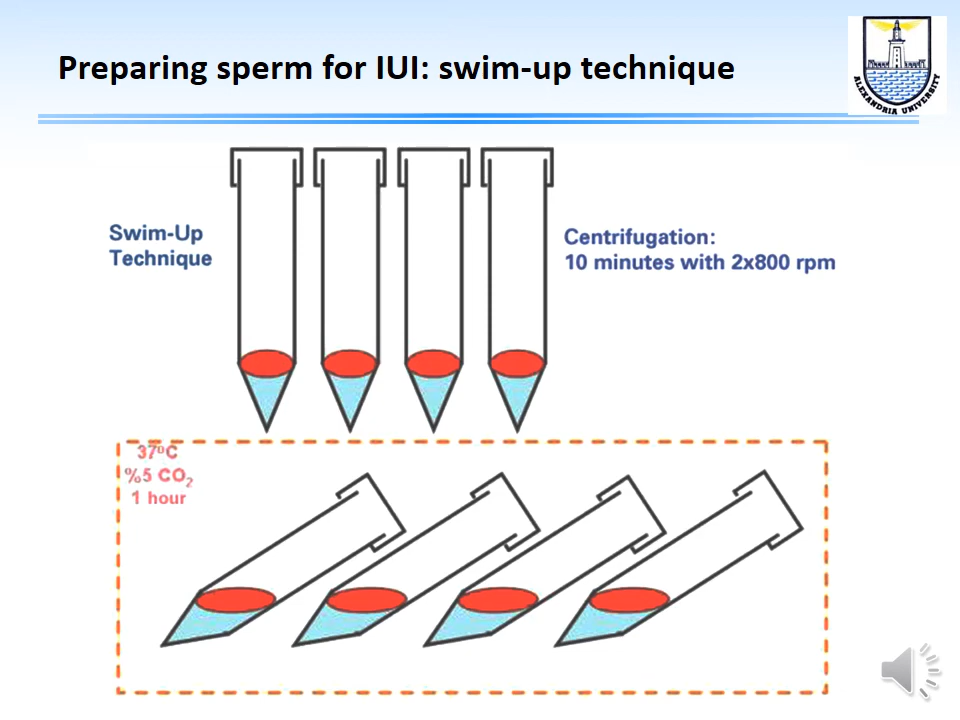 Preparing sperm for IUI: swim-up technique
ALEXANDRIA UNIVERSITY
Swim-Up
Technique
Centrifugation:
10 minutes with 2x800 rpm
37⁰C
%5 CO₂
1 hour